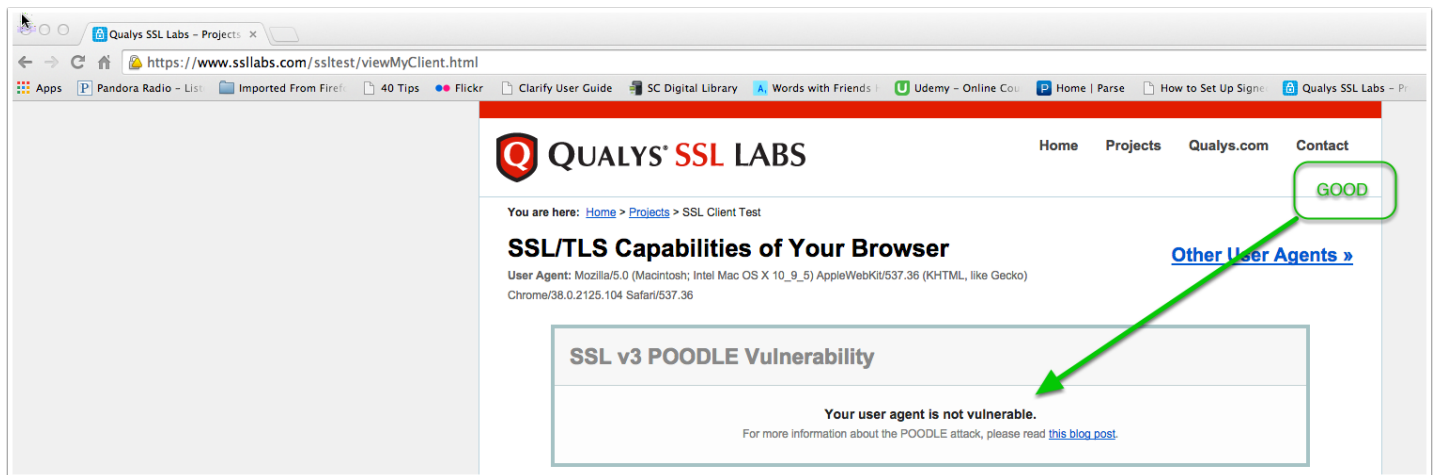 Qualys SSL Labs – Projects ×
https://www.ssllabs.com/ssltest/viewMyClient.html
Apps Pandora Radio – List Imported From Firef 40 Tips Flickr Clarify User Guide SC Digital Library Words with Friends Udemy – Online Cou Home | Parse How to Set Up Signe Qualys SSL Labs – Pr
QUALYS® SSL LABS
Home Projects Qualys.com Contact
GOOD
You are here: Home > Projects > SSL Client Test
SSL/TLS Capabilities of Your Browser
Other User Agents »
User Agent: Mozilla/5.0 (Macintosh; Intel Mac OS X 10_9_5) AppleWebKit/537.36 (KHTML, like Gecko)
Chrome/38.0.2125.104 Safari/537.36
SSL v3 POODLE Vulnerability
Your user agent is not vulnerable.
For more information about the POODLE attack, please read this blog post.